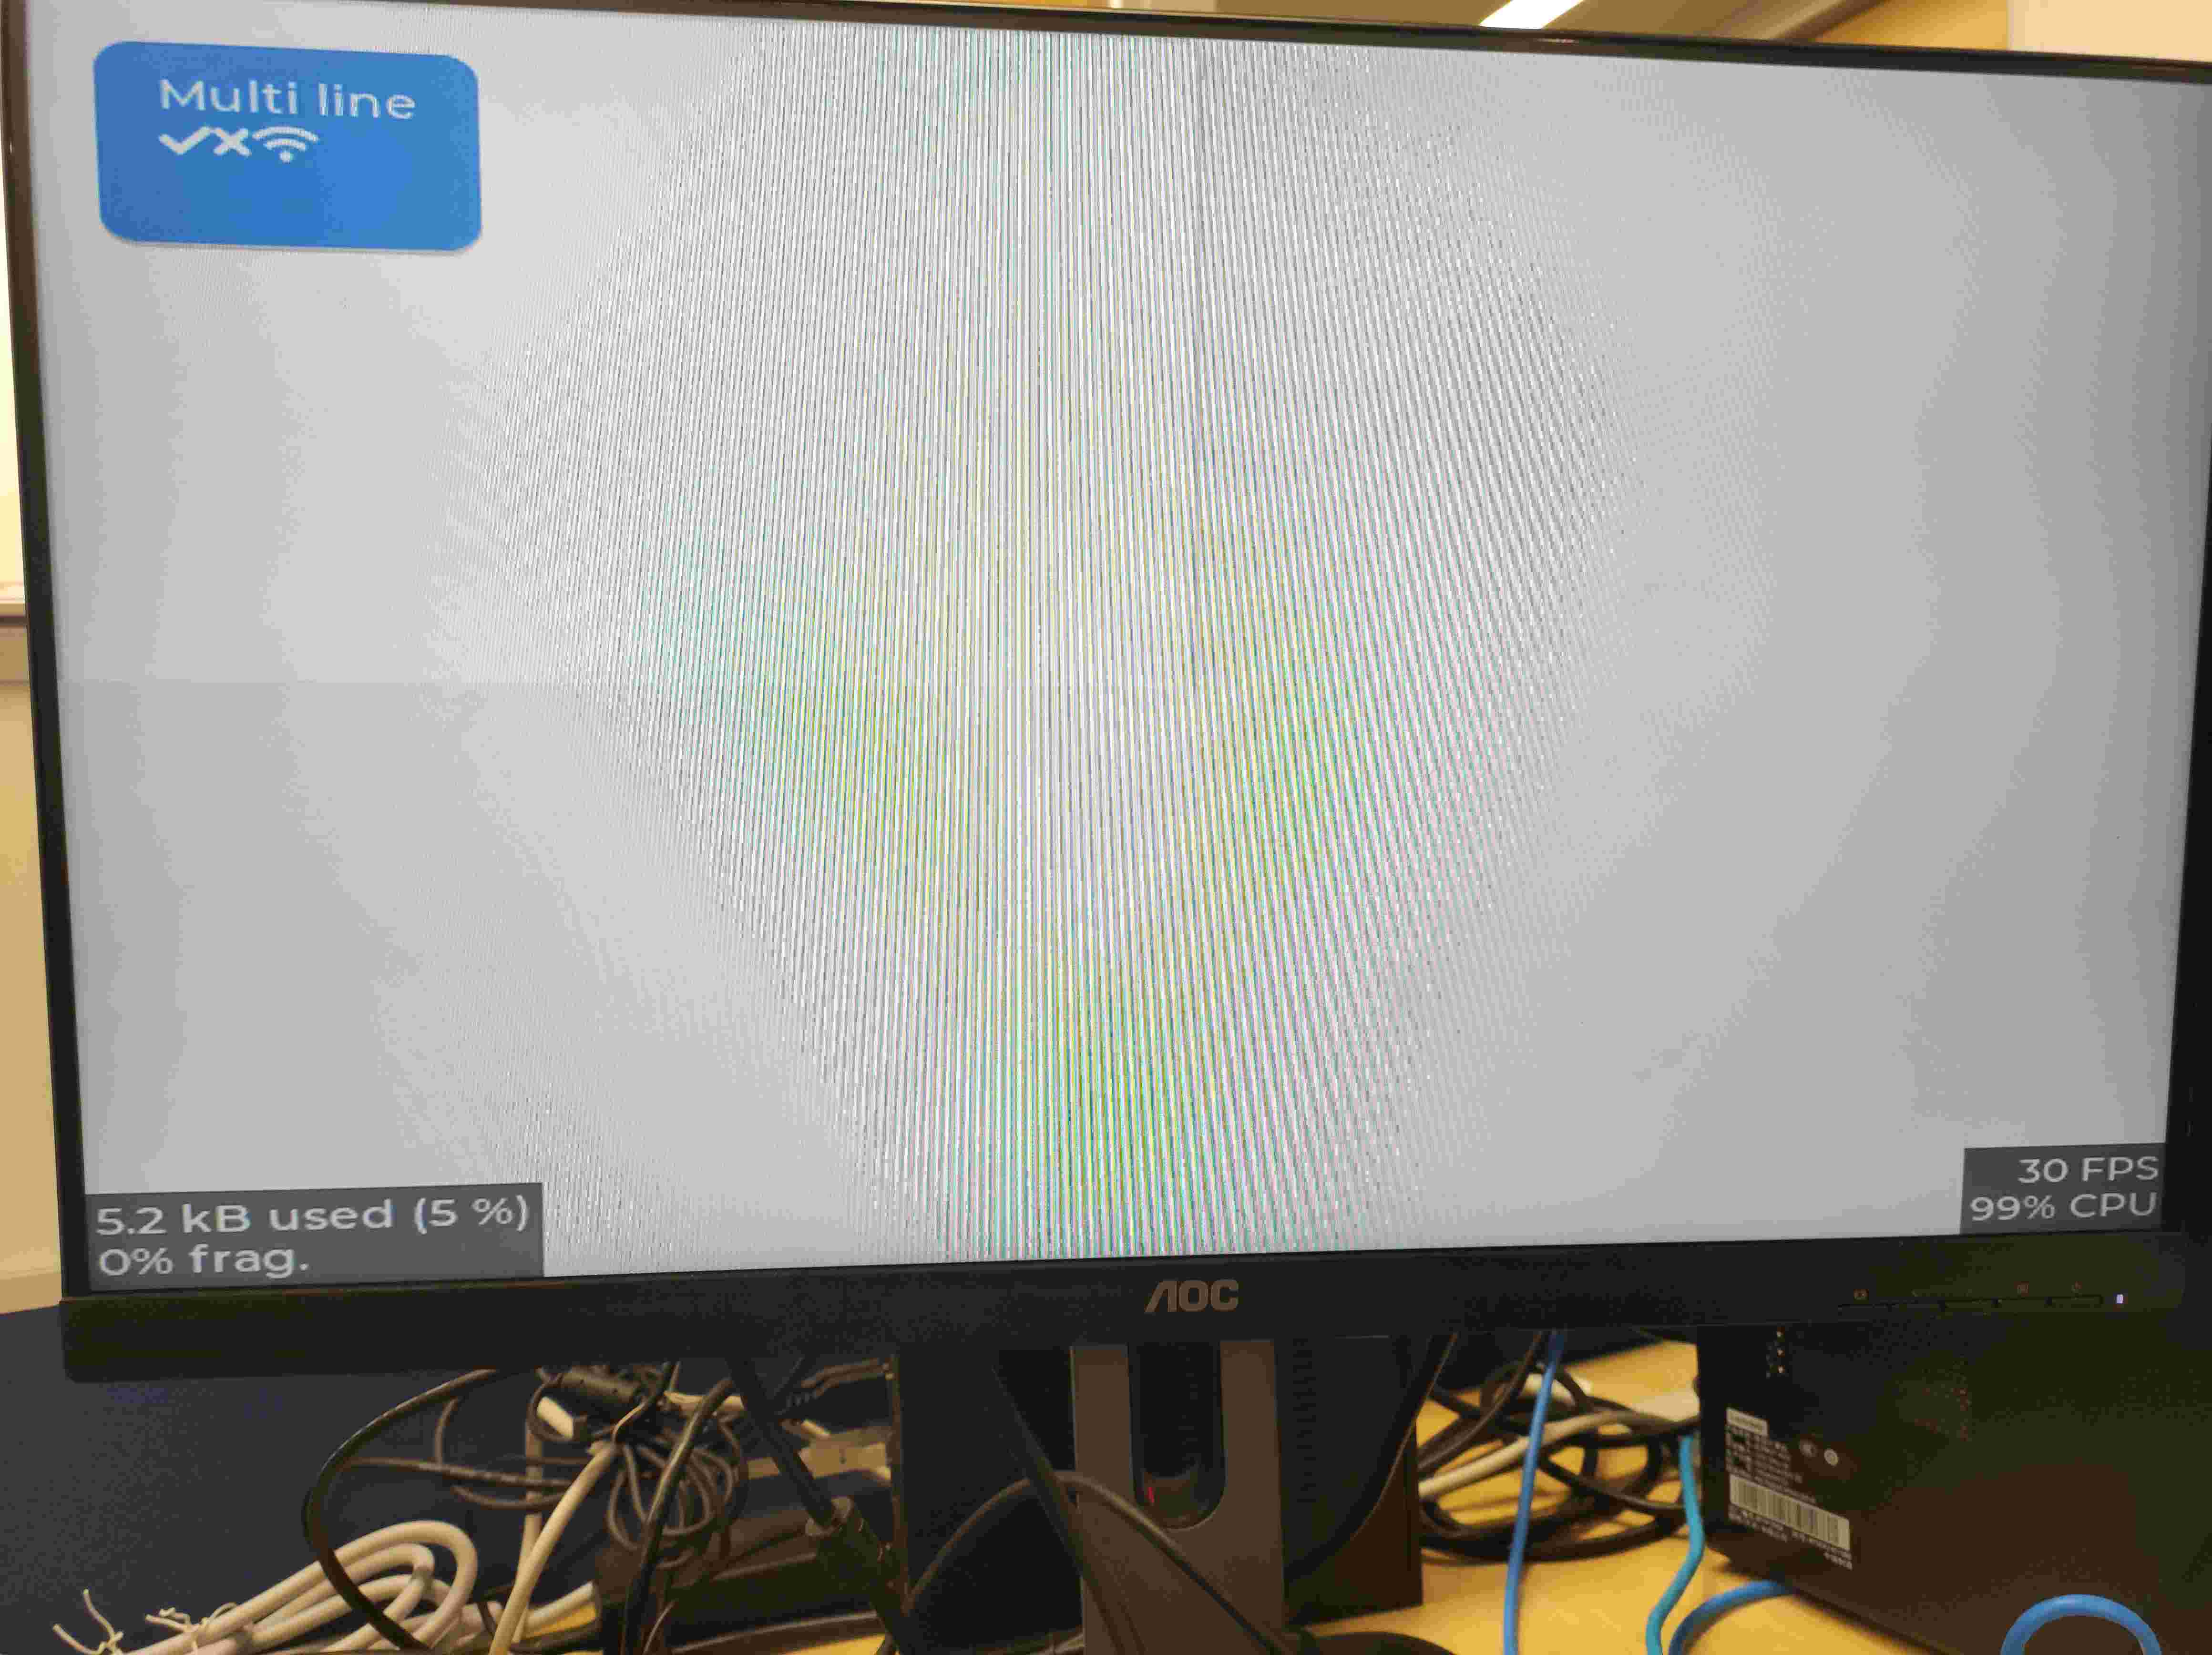 Multi line
5.2 kB used (5 %)
0% frag.
30 FPS
99% CPU
AOC